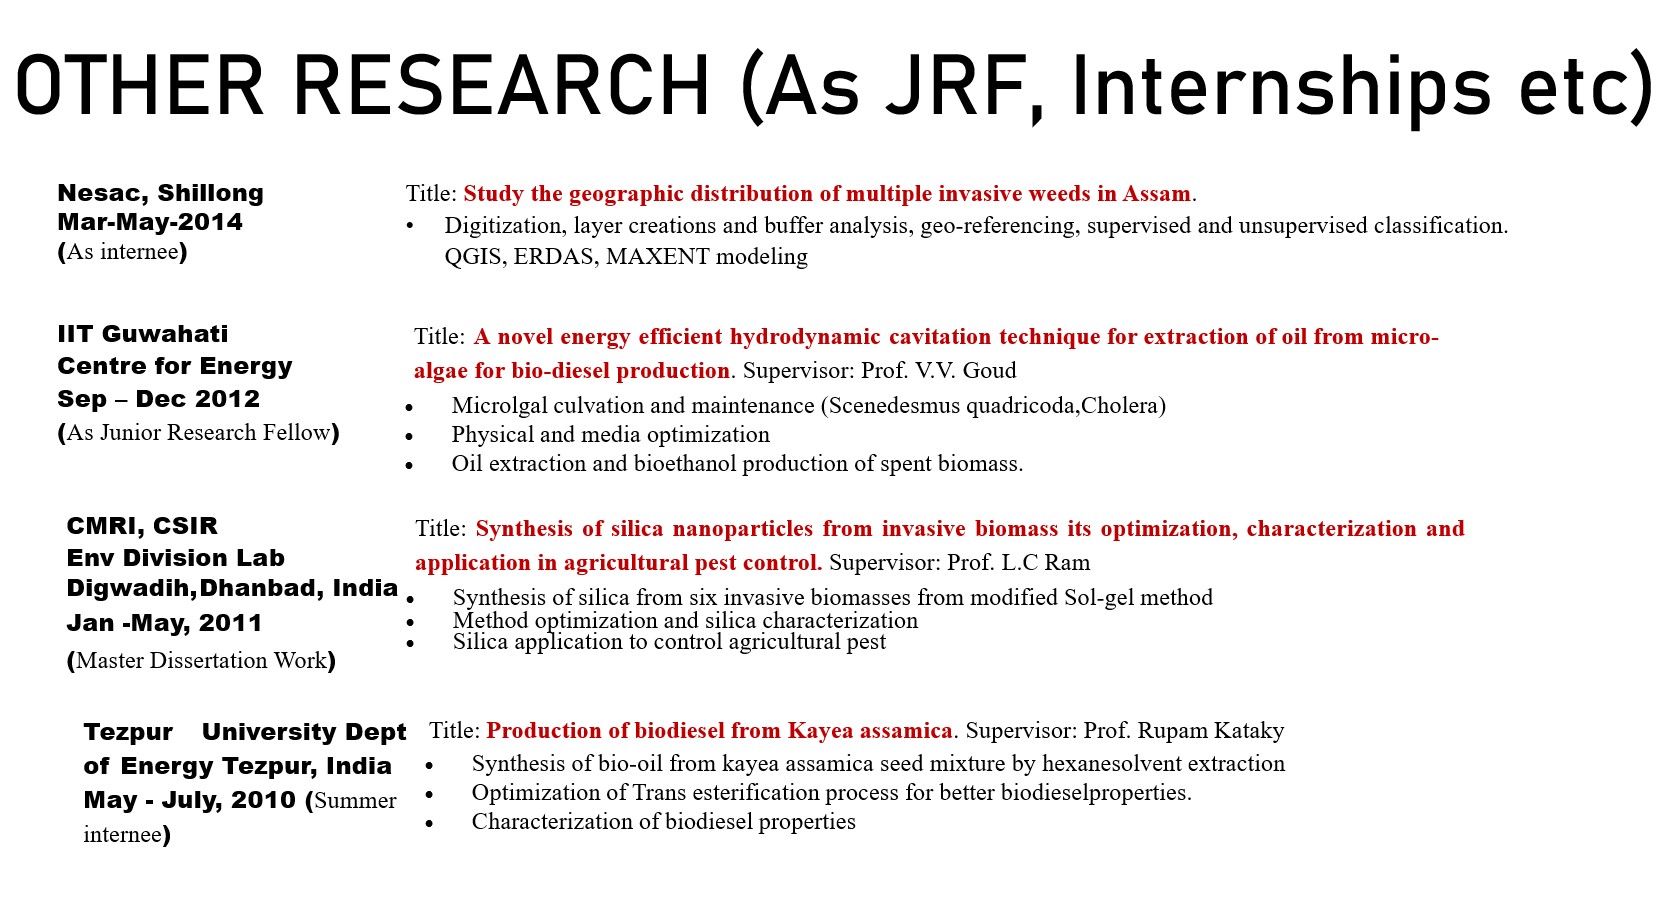 OTHER RESEARCH (As JRF, Internships etc)
Nesac, Shillong
Mar-May-2014
(As internee)
Title: Study the geographic distribution of multiple invasive weeds in Assam.
• Digitization, layer creations and buffer analysis, geo-referencing, supervised and unsupervised classification.
QGIS, ERDAS, MAXENT modeling
IIT Guwahati
Centre for Energy
Sep – Dec 2012
(As Junior Research Fellow)
Title: A novel energy efficient hydrodynamic cavitation technique for extraction of oil from micro-
algae for bio-diesel production. Supervisor: Prof. V.V. Goud
• Microlgal culvation and maintenance (Scenedesmus quadricoda,Cholera)
• Physical and media optimization
• Oil extraction and bioethanol production of spent biomass.
CMRI, CSIR
Env Division Lab
Digwadih,Dhanbad, India
Jan -May, 2011
(Master Dissertation Work)
Title: Synthesis of silica nanoparticles from invasive biomass its optimization, characterization and
application in agricultural pest control. Supervisor: Prof. L.C Ram
• Synthesis of silica from six invasive biomasses from modified Sol-gel method
• Method optimization and silica characterization
• Silica application to control agricultural pest
Tezpur University Dept
of Energy Tezpur, India
May - July, 2010 (Summer
internee)
Title: Production of biodiesel from Kayea assamica. Supervisor: Prof. Rupam Kataky
• Synthesis of bio-oil from kayea assamica seed mixture by hexanesolvent extraction
• Optimization of Trans esterification process for better biodieselproperties.
• Characterization of biodiesel properties